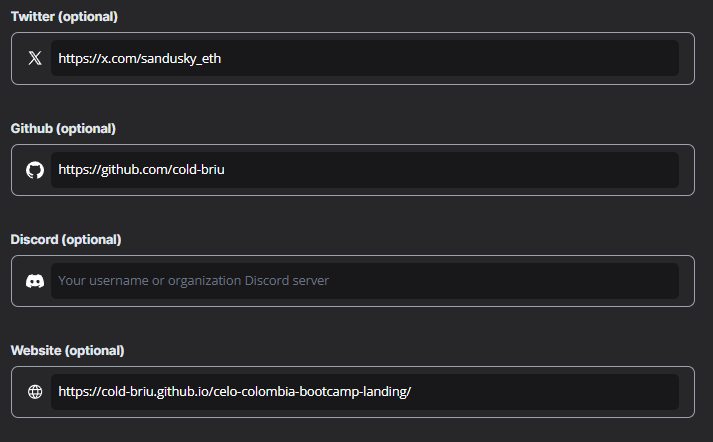 Twitter (optional)
https://x.com/sandusky_eth
Github (optional)
https://github.com/cold-briu
Discord (optional)
Your username or organization Discord server
Website (optional)
https://cold-briu.github.io/celo-colombia-bootcamp-landing/